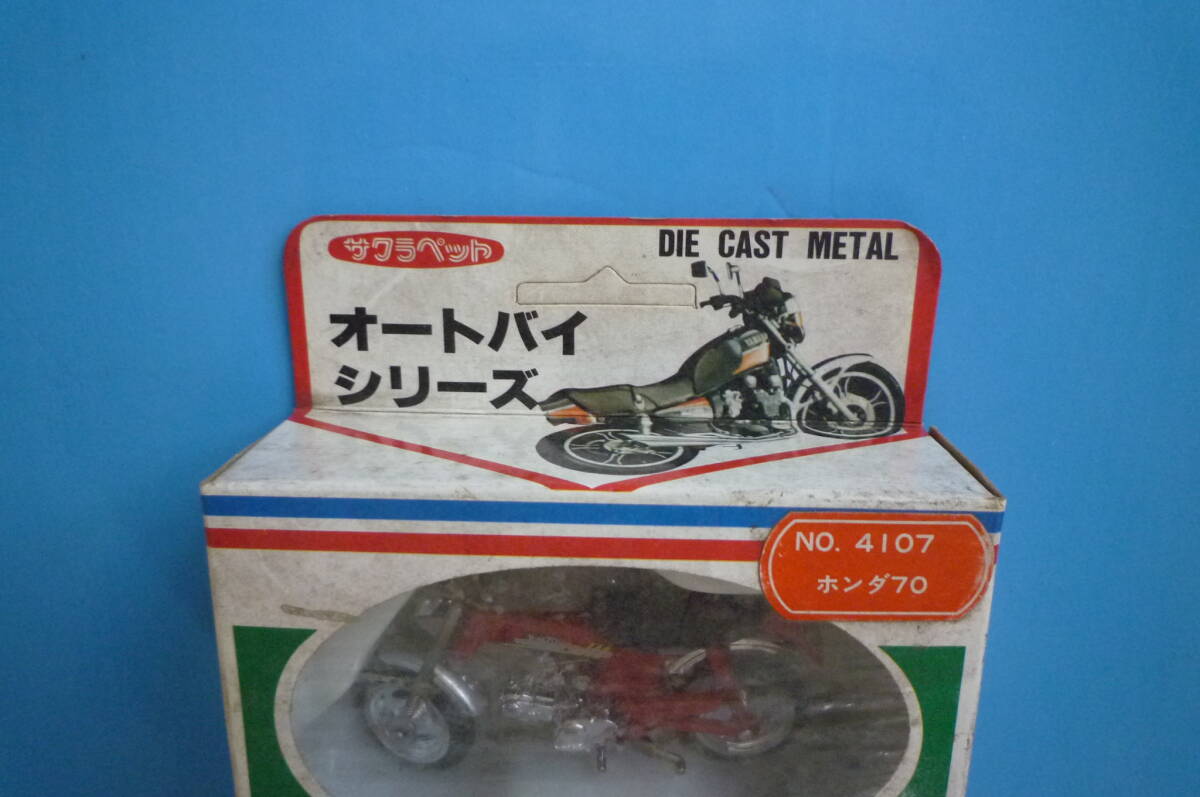 サクラペット
DIE CAST METAL
オートバイ
シリーズ
YAMAHA
NO. 4107
ホンダ70